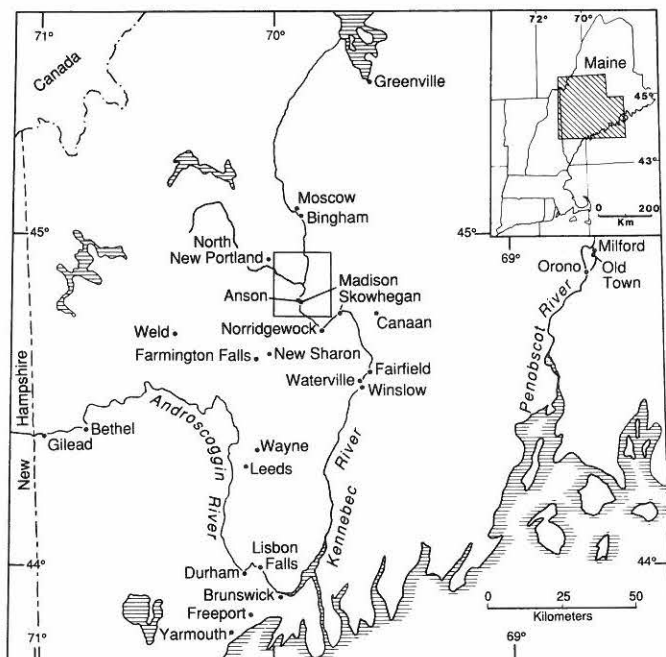 71°
70°
72°
70°
Canada
Greenville
Maine
45°
43°
0 200
Km
Moscow
Bingham
45°
45°
69°
North
New Portland
Milford
Old
Town
Orono
Anson
Madison
Skowhegan
Norridgewock
Canaan
Weld
Farmington Falls
New Sharon
Fairfield
Waterville
Winslow
Penobscot River
New Hampshire
Androscoggin River
Bethel
Gilead
Wayne
Leeds
Kennebec River
Lisbon
Falls
44°
44°
Durham
Brunswick
Freeport
Yarmouth
0 25 50
Kilometers
71°
69°